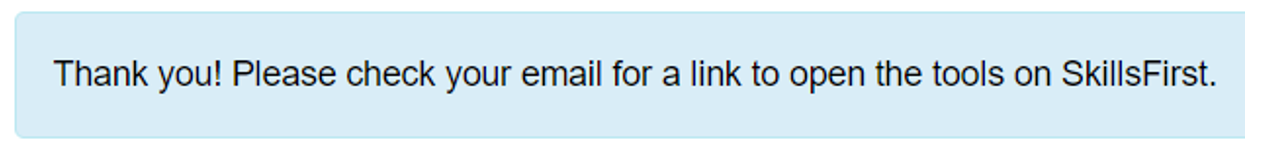 Thank you! Please check your email for a link to open the tools on SkillsFirst.